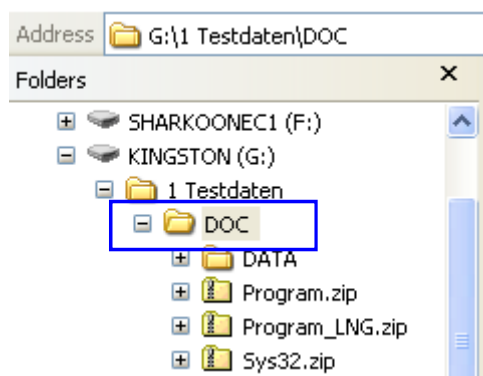 Address G:\1 Testdaten\DOC
Folders
SHARKOONEC1 (F:)
KINGSTON (G:)
1 Testdaten
DOC
DATA
Program.zip
Program_LNG.zip
Sys32.zip